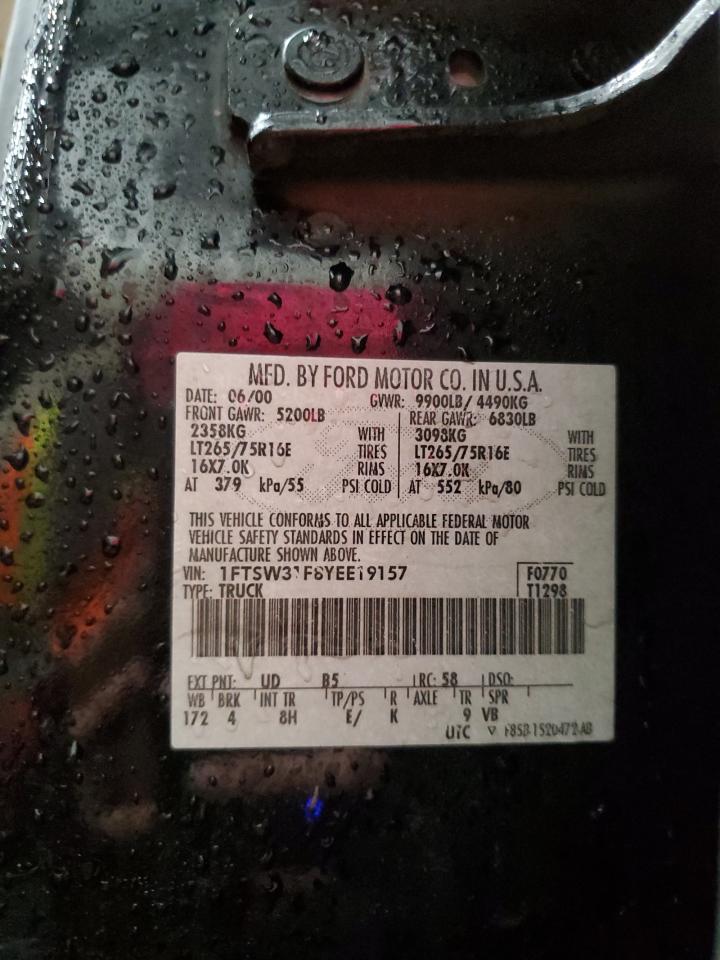 MFD. BY FORD MOTOR CO. IN U.S.A.
DATE: 06/00 GVWR: 9900LB/ 4490KG
FRONT GAWR: 5200LB REAR GAWR: 6830LB
2358KG WITH 3098KG WITH
LT265/75R16E TIRES LT265/75R16E TIRES
16X7.0K RIMS 16X7.0K RIMS
AT 379 kPa/55 PSI COLD AT 552 kPa/80 PSI COLD
THIS VEHICLE CONFORMS TO ALL APPLICABLE FEDERAL MOTOR
VEHICLE SAFETY STANDARDS IN EFFECT ON THE DATE OF
MANUFACTURE SHOWN ABOVE.
VIN: 1FTSW31F8YEE19157 F0770
TYPE: TRUCK T1298
EXT PNT: UD B5 RC: 58 DSO:
WB BRK INT TR TP/PS R AXLE TR SPR
172 4 8H E/ K 9 VB
UTC